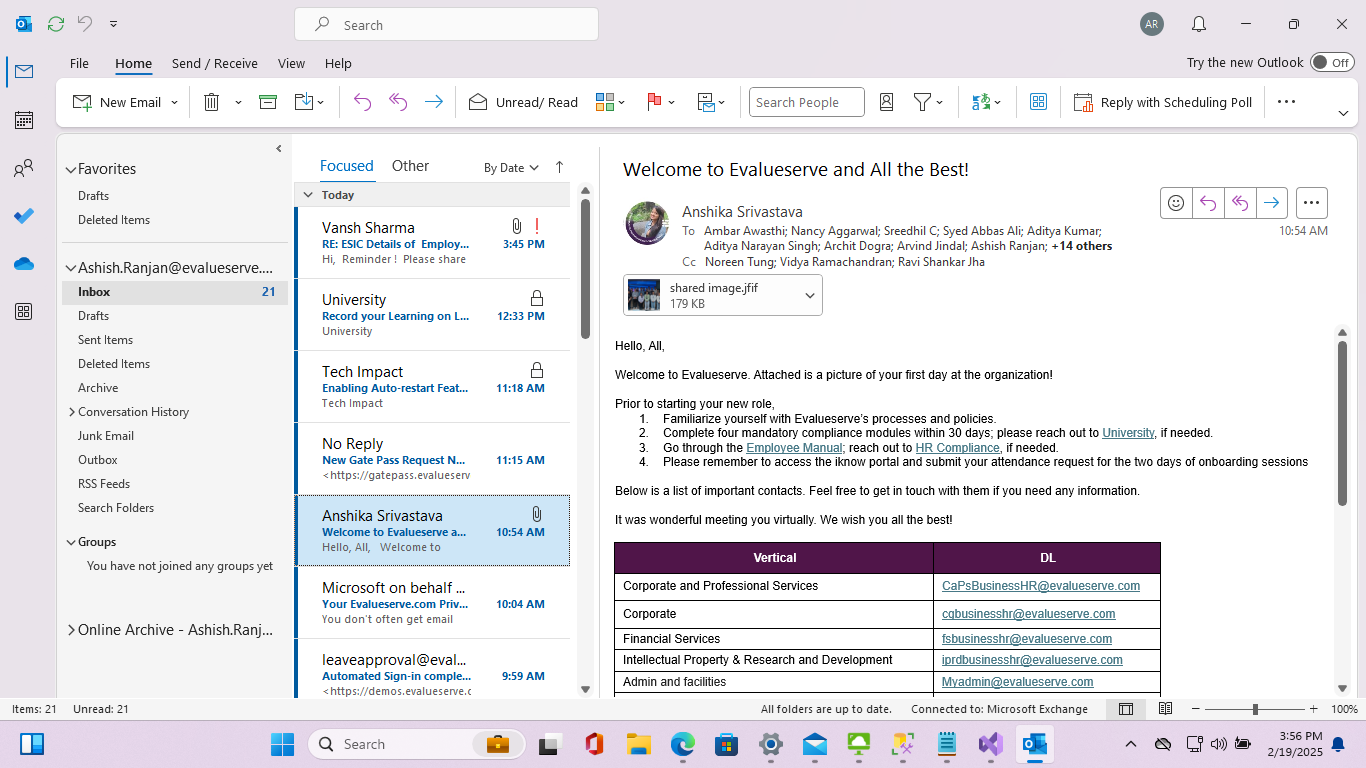 Search
AR
File Home Send / Receive View Help
Try the new Outlook Off
New Email
Unread/ Read
Search People
Reply with Scheduling Poll
Favorites
Drafts
Deleted Items
Ashish.Ranjan@evalueserve....
Inbox 21
Drafts
Sent Items
Deleted Items
Archive
Conversation History
Junk Email
Outbox
RSS Feeds
Search Folders
Groups
You have not joined any groups yet
Online Archive - Ashish.Ranj...
Focused Other By Date
Today
Vansh Sharma
RE: ESIC Details of Employ... 3:45 PM
Hi, Reminder ! Please share
University
Record your Learning on L... 12:33 PM
University
Tech Impact
Enabling Auto-restart Feat... 11:18 AM
Tech Impact
No Reply
New Gate Pass Request N... 11:15 AM
<https://gatepass.evalueserv
Anshika Srivastava
Welcome to Evalueserve a... 10:54 AM
Hello, All, Welcome to
Microsoft on behalf ...
Your Evalueserve.com Priv... 10:04 AM
You don't often get email
leaveapproval@eval...
Automated Sign-in comple... 9:59 AM
<https://demos.evalueserve.c
Welcome to Evalueserve and All the Best!
Anshika Srivastava
To Ambar Awasthi; Nancy Aggarwal; Sreedhil C; Syed Abbas Ali; Aditya Kumar; 10:54 AM
Aditya Narayan Singh; Archit Dogra; Arvind Jindal; Ashish Ranjan; +14 others
Cc Noreen Tung; Vidya Ramachandran; Ravi Shankar Jha
shared image.jfif
179 KB
Hello, All,
Welcome to Evalueserve. Attached is a picture of your first day at the organization!
Prior to starting your new role,
1. Familiarize yourself with Evalueserve's processes and policies.
2. Complete four mandatory compliance modules within 30 days; please reach out to University, if needed.
3. Go through the Employee Manual; reach out to HR Compliance, if needed.
4. Please remember to access the iknow portal and submit your attendance request for the two days of onboarding sessions
Below is a list of important contacts. Feel free to get in touch with them if you need any information.
It was wonderful meeting you virtually. We wish you all the best!
Vertical DL
Corporate and Professional Services CaPsBusinessHR@evalueserve.com
Corporate cgbusinesshr@evalueserve.com
Financial Services fsbusinesshr@evalueserve.com
Intellectual Property & Research and Development iprdbusinesshr@evalueserve.com
Admin and facilities Myadmin@evalueserve.com
Items: 21 Unread: 21 All folders are up to date. Connected to: Microsoft Exchange 100%
Search
3:56 PM
2/19/2025